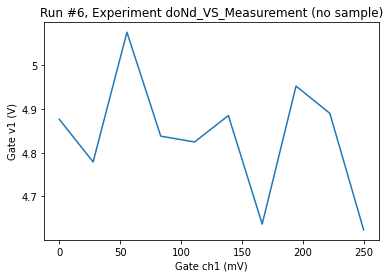 Run #6, Experiment doNd_VS_Measurement (no sample)
Gate v1 (V)
5
4.9
4.8
4.7
0 50 100 150 200 250
Gate ch1 (mV)